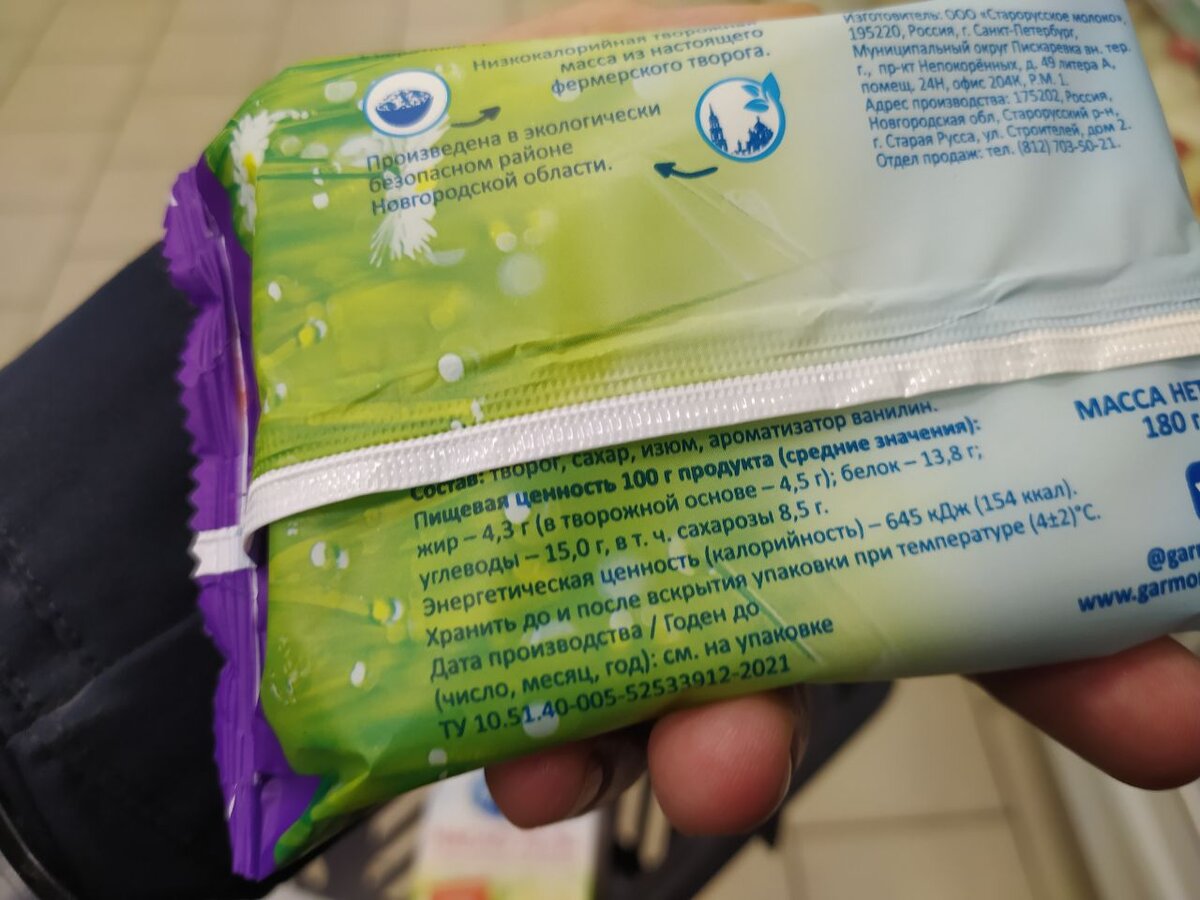 Низкокалорийная творожная
масса из настоящего
фермерского творога.
Произведена в экологически
безопасном районе
Новгородской области.
Изготовитель: ООО «Старорусское молоко»,
195220, Россия, г. Санкт-Петербург,
Муниципальный округ Пискаревка вн. тер.
г., пр-кт Непокорённых, д. 49 литера А,
помещ. 24Н, офис 204К, Р.М. 1.
Адрес производства: 175202, Россия,
Новгородская обл., Старорусский р-н,
г. Старая Русса, ул. Строителей, дом 2.
Отдел продаж: тел. (812) 703-50-21.
Состав: творог, сахар, изюм, ароматизатор ванилин.
Пищевая ценность 100 г продукта (средние значения):
жир – 4,3 г (в творожной основе – 4,5 г); белок – 13,8 г;
углеводы – 15,0 г, в т. ч. сахарозы 8,5 г.
Энергетическая ценность (калорийность) – 645 кДж (154 ккал).
Хранить до и после вскрытия упаковки при температуре (4±2)°С.
Дата производства / Годен до
(число, месяц, год): см. на упаковке
ТУ 10.51.40-005-52533912-2021
МАССА НЕТ
180 г
@garm
www.garmo